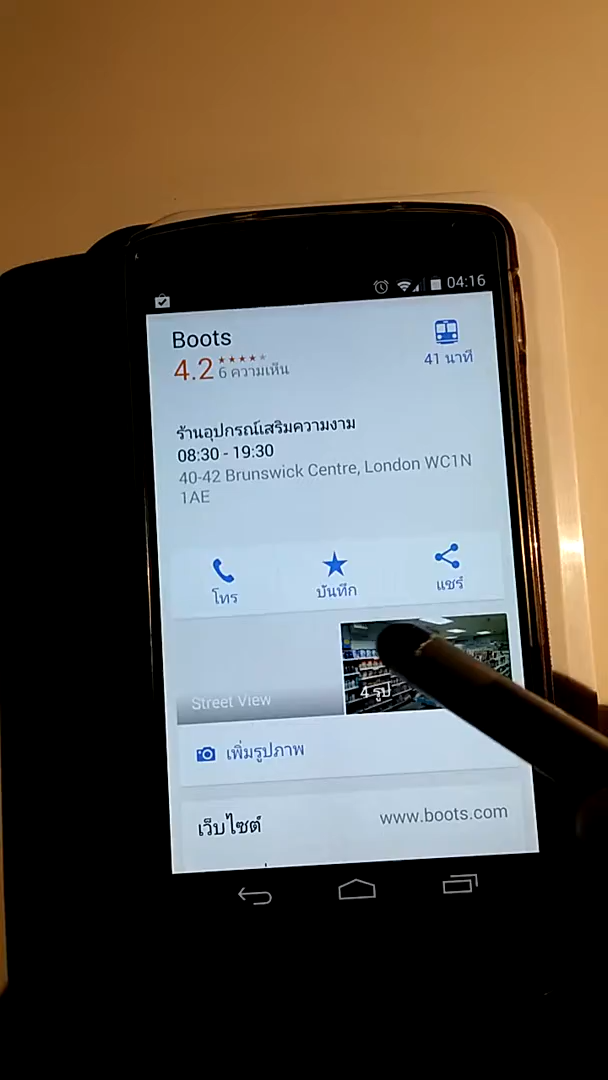 04:16
Boots
4.2
6 ความเห็น
41 นาที
ร้านอุปกรณ์เสริมความงาม
08:30 - 19:30
40-42 Brunswick Centre, London WC1N
1AE
โทร
บันทึก
แชร์
Street View
4 รูป
เพิ่มรูปภาพ
เว็บไซต์
www.boots.com